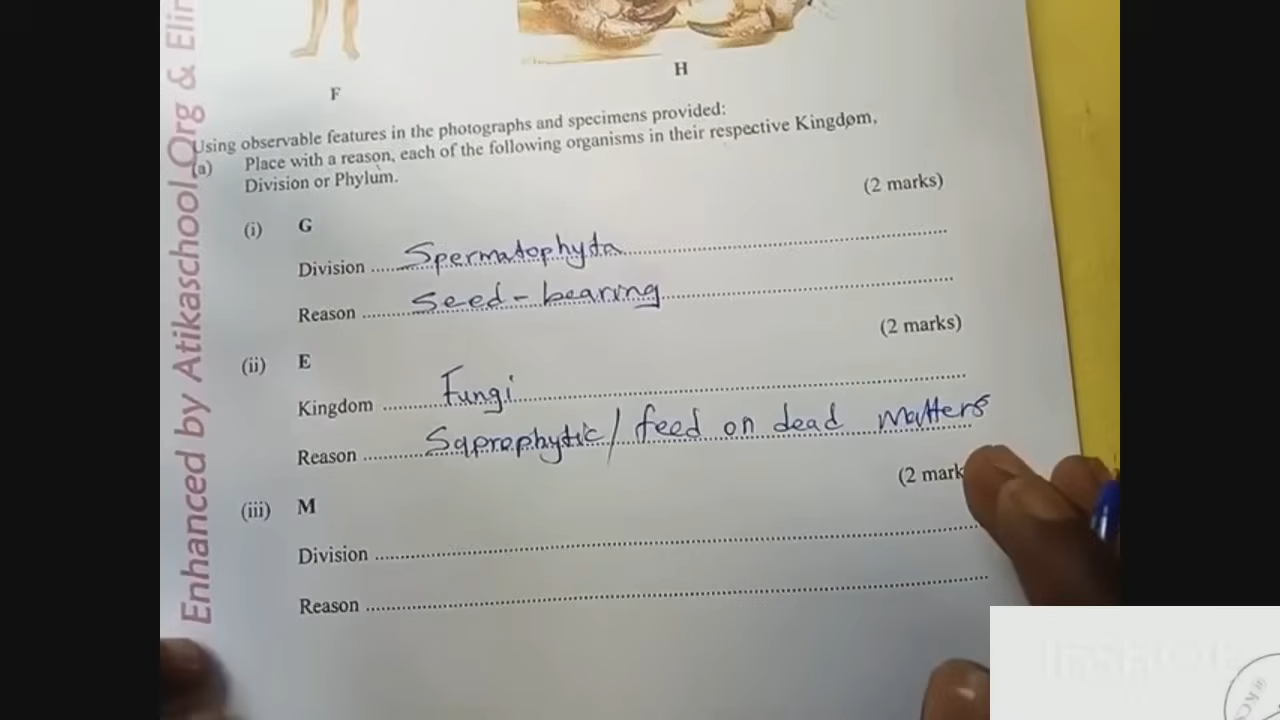 F
H
Using observable features in the photographs and specimens provided:
(a) Place with a reason, each of the following organisms in their respective Kingdom,
Division or Phylum.
(2 marks)
(i) G
Division Spermatophyta
Reason Seed - bearing
(2 marks)
(ii) E
Kingdom Fungi
Reason Saprophytic / feed on dead matters
(2 mark
(iii) M
Division
Reason
Enhanced by Atikaschool.Org & Elim